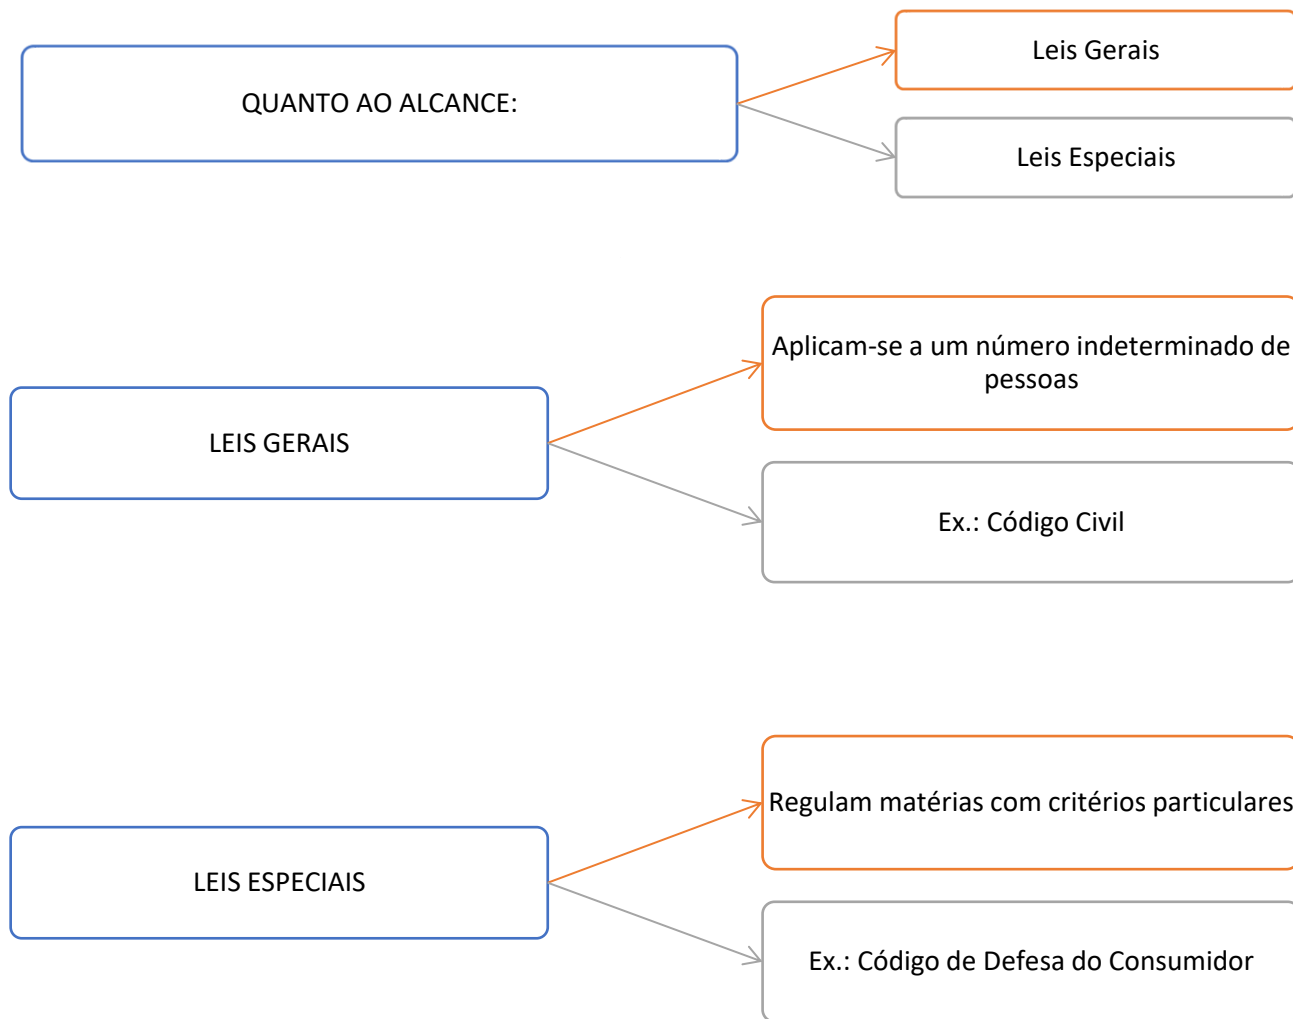 QUANTO AO ALCANCE:
Leis Gerais
Leis Especiais
LEIS GERAIS
Aplicam-se a um número indeterminado de
pessoas
Ex.: Código Civil
LEIS ESPECIAIS
Regulam matérias com critérios particulares
Ex.: Código de Defesa do Consumidor